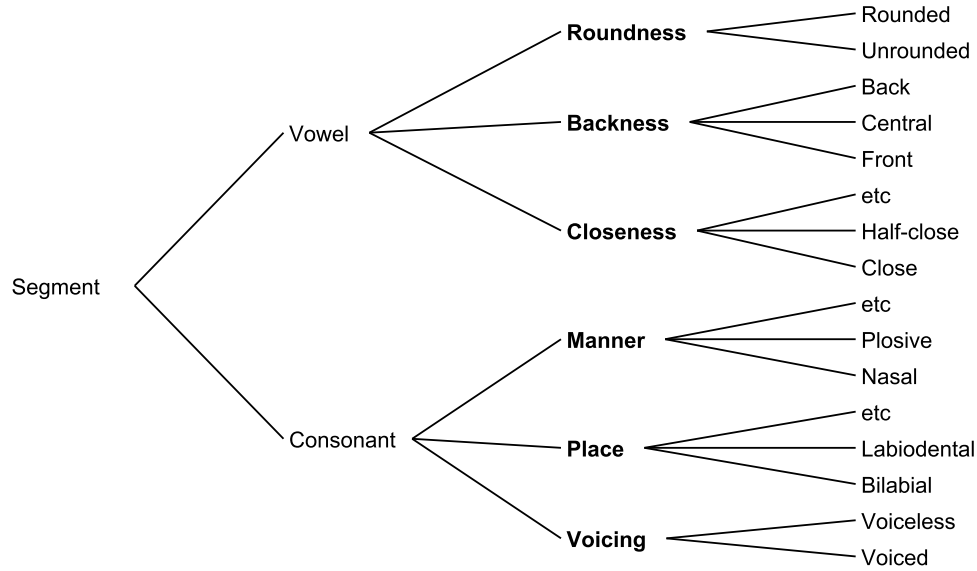 Segment
Vowel
Roundness
Rounded
Unrounded
Backness
Back
Central
Front
Closeness
etc
Half-close
Close
Consonant
Manner
etc
Plosive
Nasal
Place
etc
Labiodental
Bilabial
Voicing
Voiceless
Voiced